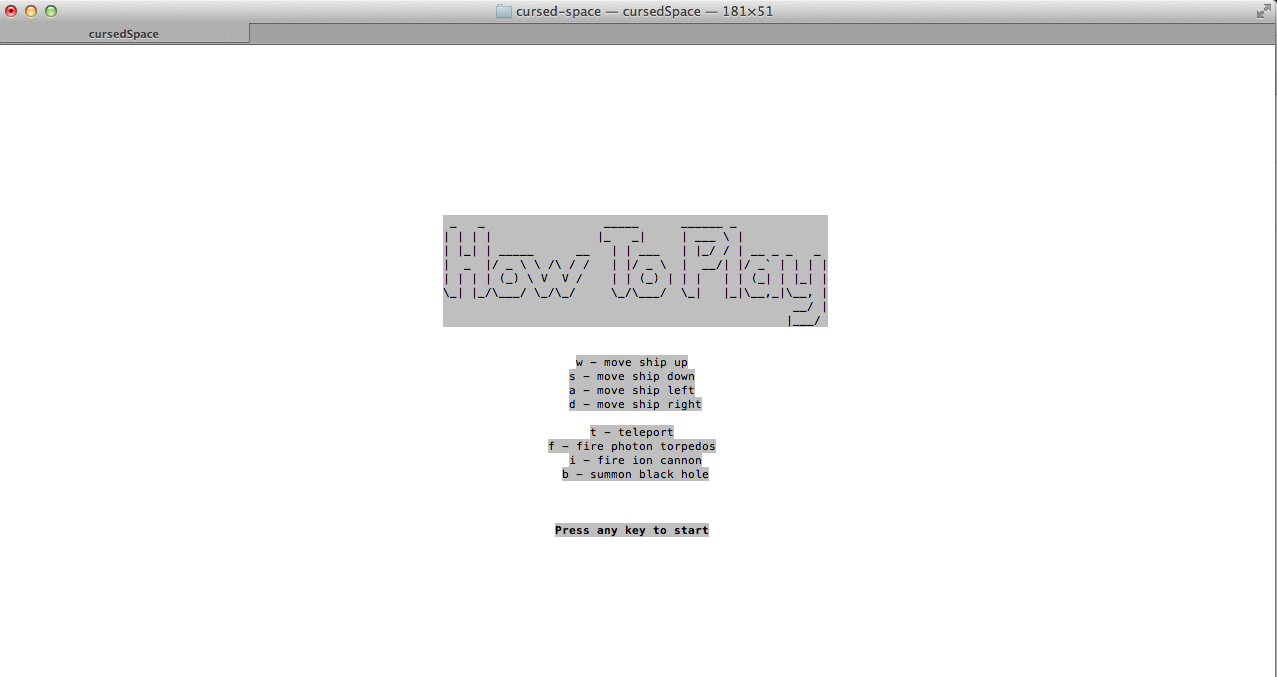 cursed-space — cursedSpace — 181×51
cursedSpace
How To Play
w - move ship up
s - move ship down
a - move ship left
d - move ship right
t - teleport
f - fire photon torpedos
i - fire ion cannon
b - summon black hole
Press any key to start